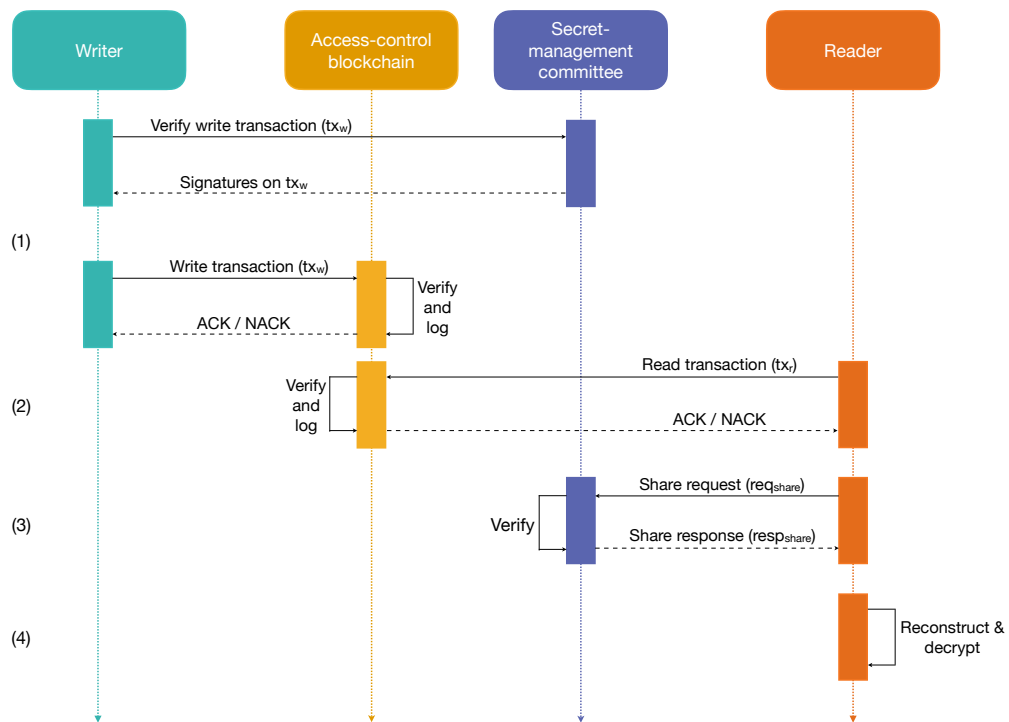 Writer
Access-control
blockchain
Secret-
management
committee
Reader
Verify write transaction (txw)
Signatures on txw
(1)
Write transaction (txw)
Verify
and
log
ACK / NACK
Read transaction (txr)
(2)
Verify
and
log
ACK / NACK
Share request (reqshare)
(3)
Verify
Share response (respshare)
(4)
Reconstruct &
decrypt